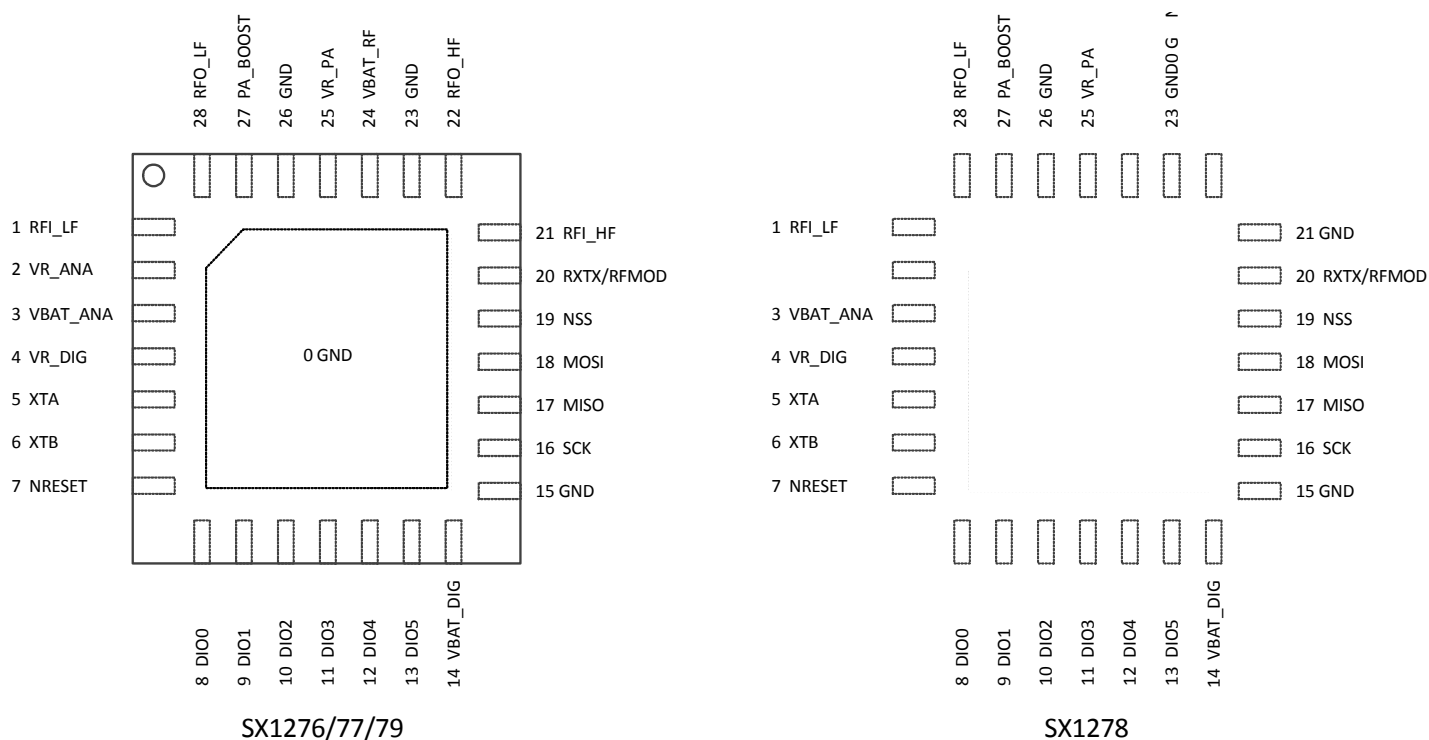 28 RFO_LF
27 PA_BOOST
26 GND
25 VR_PA
24 VBAT_RF
23 GND
22 RFO_HF
1 RFI_LF
2 VR_ANA
3 VBAT_ANA
4 VR_DIG
5 XTA
6 XTB
7 NRESET
0 GND
21 RFI_HF
20 RXTX/RFMOD
19 NSS
18 MOSI
17 MISO
16 SCK
15 GND
8 DIO0
9 DIO1
10 DIO2
11 DIO3
12 DIO4
13 DIO5
14 VBAT_DIG
SX1276/77/79
28 RFO_LF
27 PA_BOOST
26 GND
25 VR_PA
23 GND0 G
1 RFI_LF
3 VBAT_ANA
4 VR_DIG
5 XTA
6 XTB
7 NRESET
21 GND
20 RXTX/RFMOD
19 NSS
18 MOSI
17 MISO
16 SCK
15 GND
8 DIO0
9 DIO1
10 DIO2
11 DIO3
12 DIO4
13 DIO5
14 VBAT_DIG
SX1278